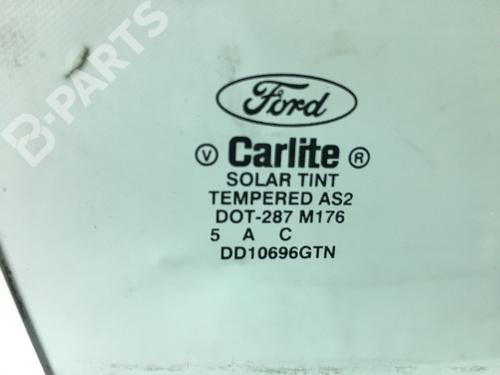 B-PARTS
Ford
V Carlite ®
SOLAR TINT
TEMPERED AS2
DOT-287 M176
5 A C
DD10696GTN